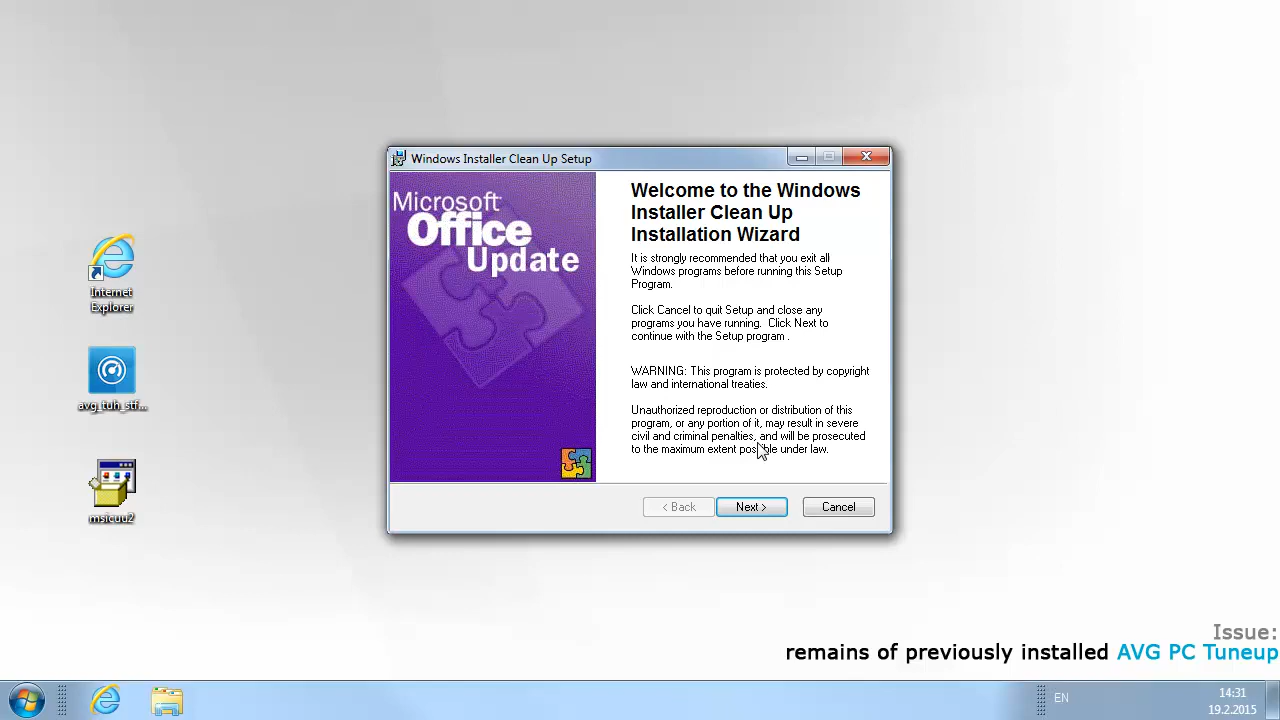 Windows Installer Clean Up Setup
Microsoft
Office
Update
Welcome to the Windows
Installer Clean Up
Installation Wizard
It is strongly recommended that you exit all
Windows programs before running this Setup
Program.
Click Cancel to quit Setup and close any
programs you have running. Click Next to
continue with the Setup program .
WARNING: This program is protected by copyright
law and international treaties.
Unauthorized reproduction or distribution of this
program, or any portion of it, may result in severe
civil and criminal penalties, and will be prosecuted
to the maximum extent possible under law.
< Back
Next >
Cancel
Internet
Explorer
avg_tuh_stf...
msicuu2
Issue:
remains of previously installed AVG PC Tuneup
EN
14:31
19.2.2015